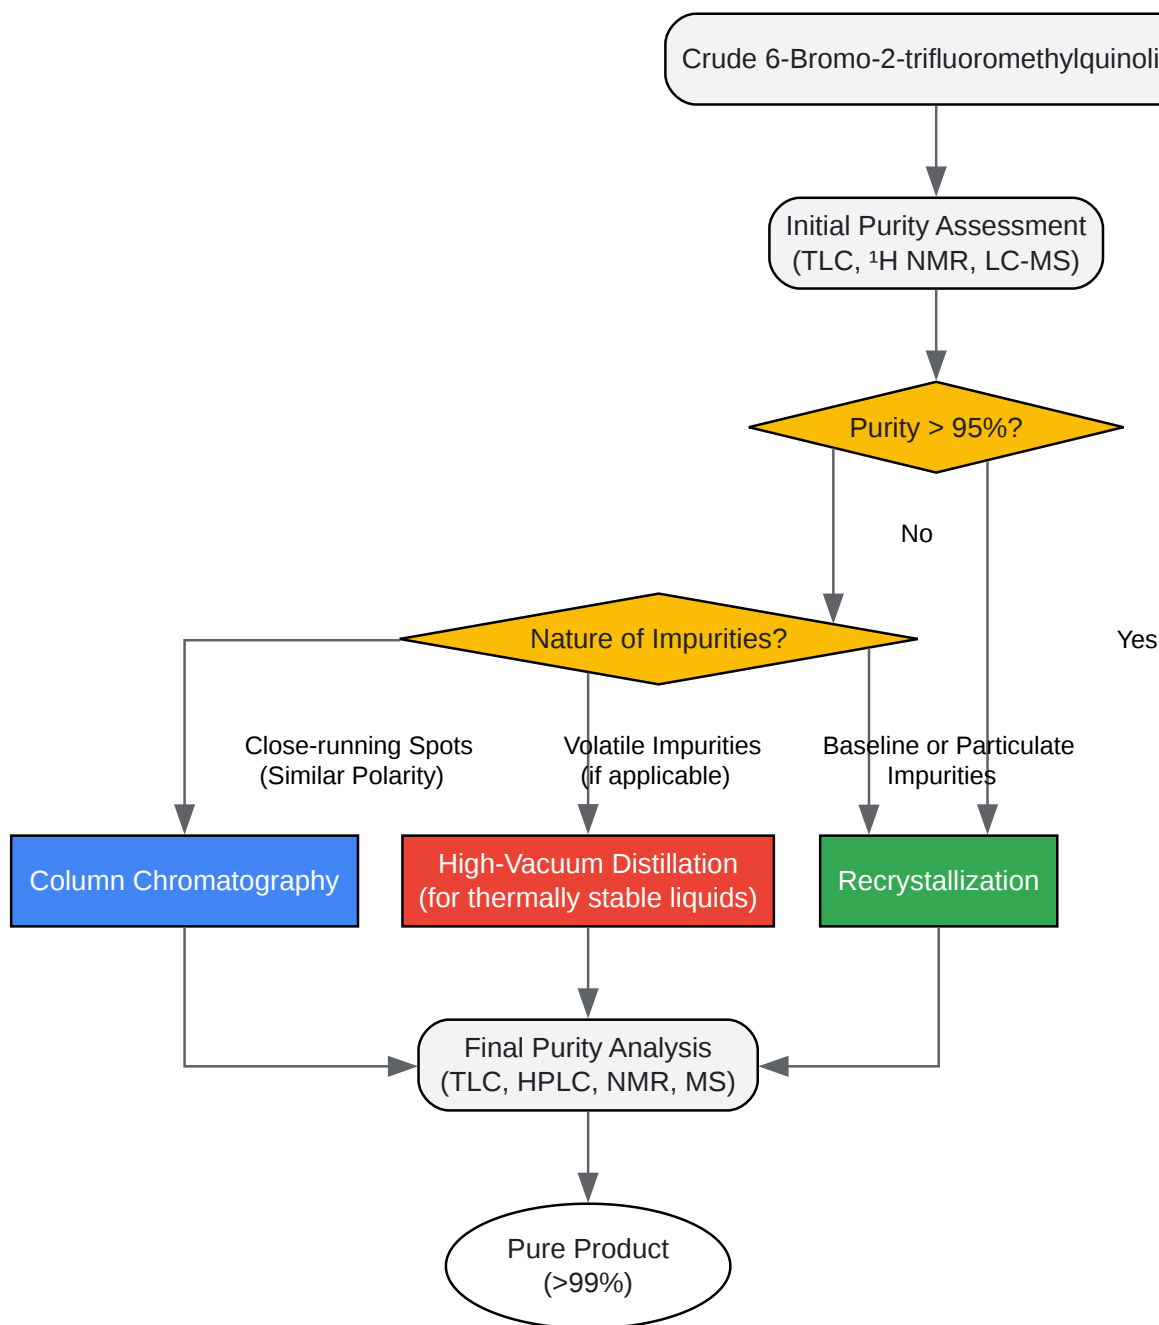 Crude 6-Bromo-2-trifluoromethylquinoli
Initial Purity Assessment
(TLC, ¹H NMR, LC-MS)
Purity > 95%?
No
Nature of Impurities?
Yes
Close-running Spots
(Similar Polarity)
Volatile Impurities
(if applicable)
Baseline or Particulate
Impurities
Column Chromatography
High-Vacuum Distillation
(for thermally stable liquids)
Recrystallization
Final Purity Analysis
(TLC, HPLC, NMR, MS)
Pure Product
(>99%)